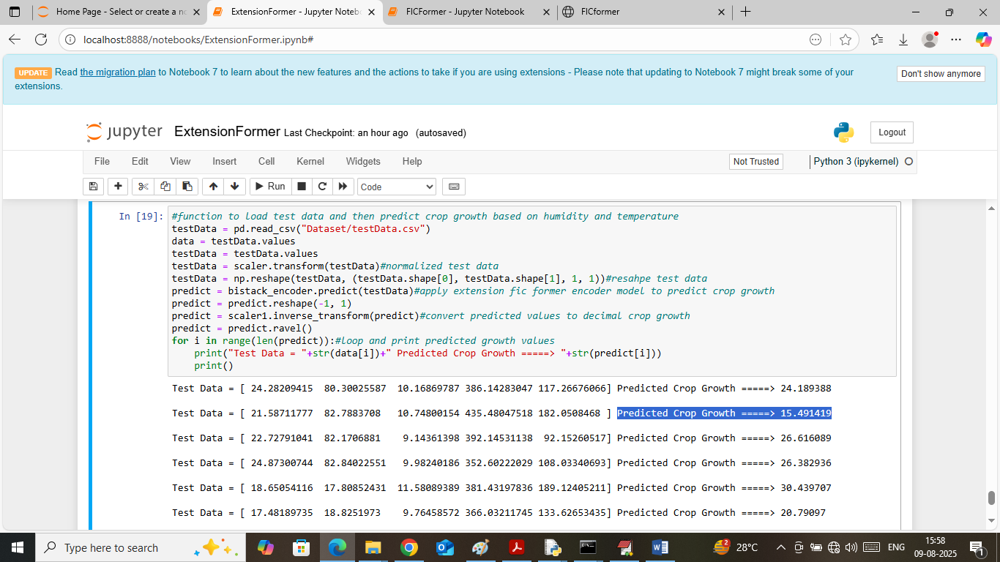 Home Page - Select or create a no
ExtensionFormer - Jupyter Notebo
FICFormer - Jupyter Notebook
FICformer
localhost:8888/notebooks/ExtensionFormer.ipynb#
UPDATE Read the migration plan to Notebook 7 to learn about the new features and the actions to take if you are using extensions - Please note that updating to Notebook 7 might break some of your
extensions.
Don't show anymore
jupyter ExtensionFormer Last Checkpoint: an hour ago (autosaved)
Logout
File Edit View Insert Cell Kernel Widgets Help
Not Trusted
Python 3 (ipykernel)
Run
Code
In [19]: #function to load test data and then predict crop growth based on humidity and temperature
testData = pd.read_csv("Dataset/testData.csv")
data = testData.values
testData = testData.values
testData = scaler.transform(testData)#normalized test data
testData = np.reshape(testData, (testData.shape[0], testData.shape[1], 1, 1))#resahpe test data
predict = bistack_encoder.predict(testData)#apply extension fic former encoder model to predict crop growth
predict = predict.reshape(-1, 1)
predict = scaler1.inverse_transform(predict)#convert predicted values to decimal crop growth
predict = predict.ravel()
for i in range(len(predict)):#loop and print predicted growth values
    print("Test Data = "+str(data[i])+" Predicted Crop Growth =====> "+str(predict[i]))
    print()
Test Data = [ 24.28209415  80.30025587  10.16869787 386.14283047 117.26676066] Predicted Crop Growth =====> 24.189388
Test Data = [ 21.58711777  82.7883708   10.74800154 435.48047518 182.0508468 ] Predicted Crop Growth =====> 15.491419
Test Data = [ 22.72791041  82.1706881    9.14361398 392.14531138  92.15260517] Predicted Crop Growth =====> 26.616089
Test Data = [ 24.87300744  82.84022551   9.98240186 352.60222029 108.03340693] Predicted Crop Growth =====> 26.382936
Test Data = [ 18.65054116  17.80852431  11.58089389 381.43197836 189.12405211] Predicted Crop Growth =====> 30.439707
Test Data = [ 17.48189735  18.8251973    9.76458572 366.03211745 133.62653435] Predicted Crop Growth =====> 20.79097
Type here to search
2
28°C
ENG
15:58
09-08-2025
1